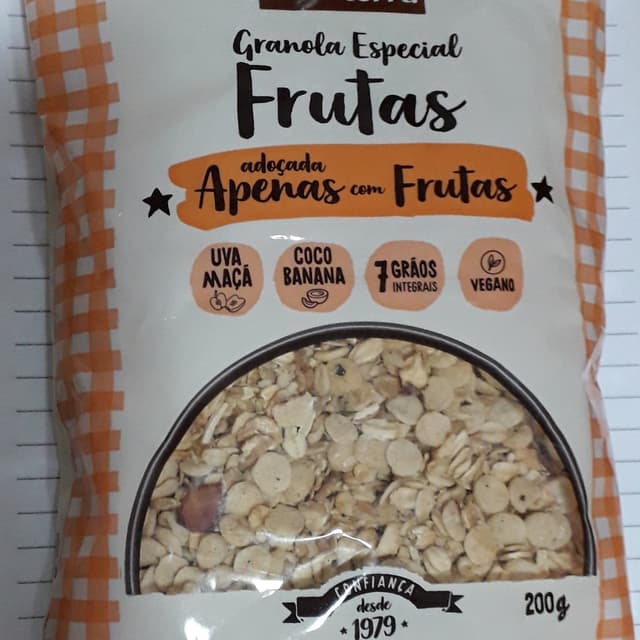 Granola Especial
Frutas
adoçada
Apenas com Frutas
UVA
MAÇÃ
COCO
BANANA
7 GRÃOS
INTEGRAIS
VEGANO
CONFIANÇA
desde
1979
200g